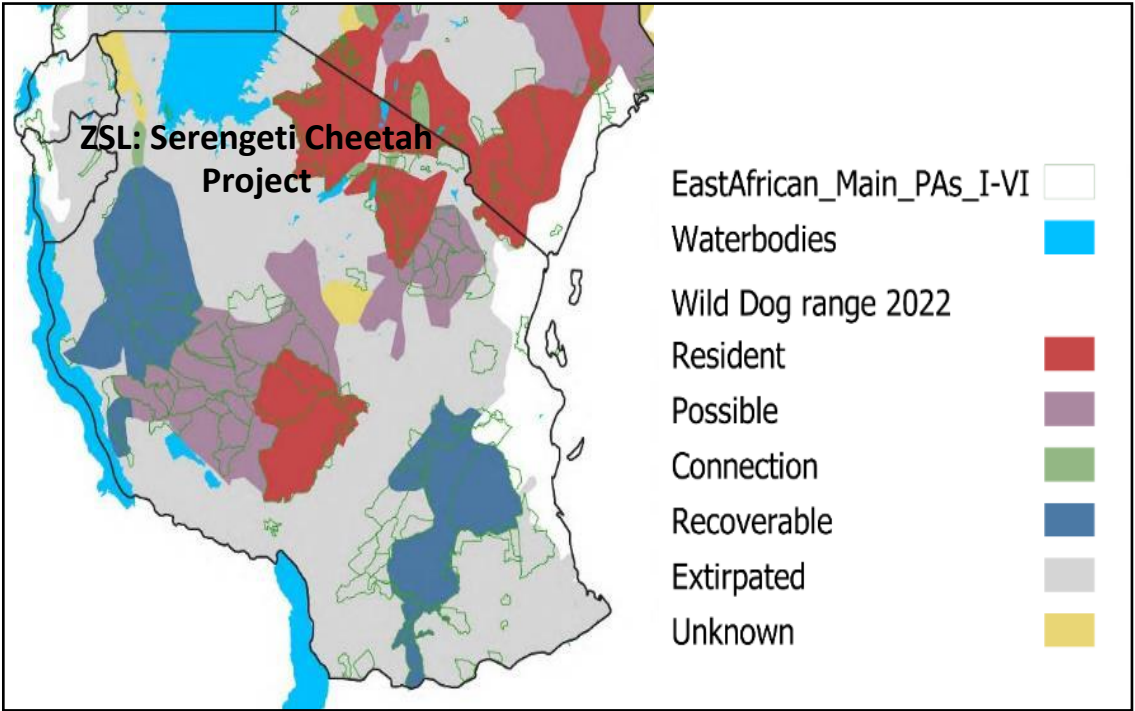 ZSL: Serengeti Cheetah
Project
EastAfrican_Main_PAs_I-VI
Waterbodies
Wild Dog range 2022
Resident
Possible
Connection
Recoverable
Extirpated
Unknown